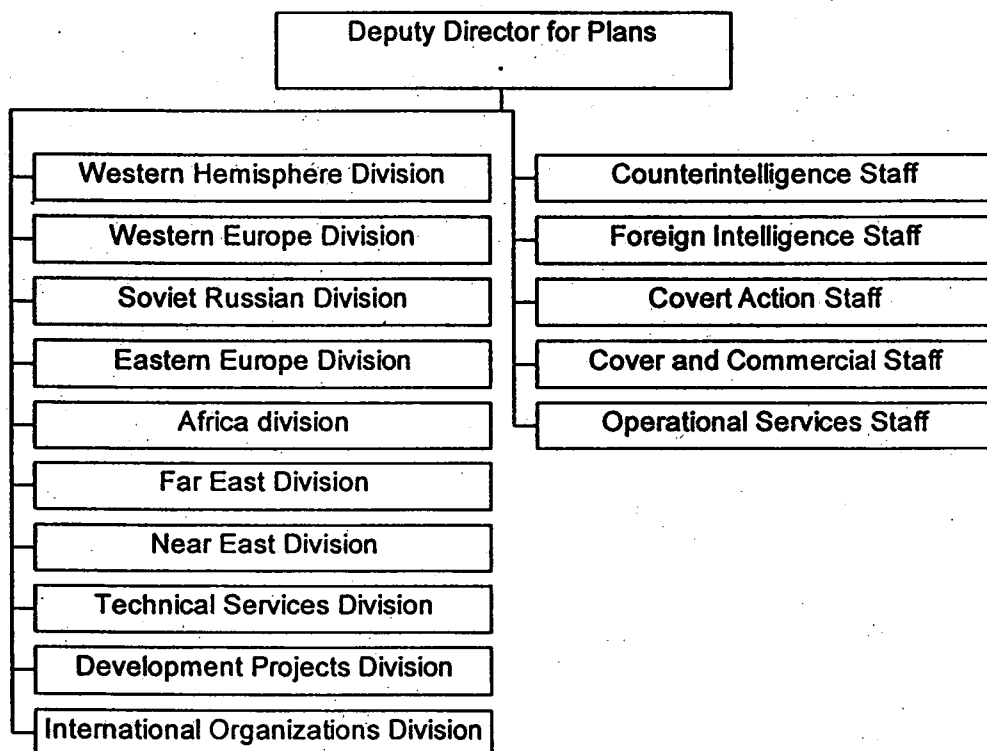 Deputy Director for Plans
Western Hemisphere Division
Western Europe Division
Soviet Russian Division
Eastern Europe Division
Africa division
Far East Division
Near East Division
Technical Services Division
Development Projects Division
International Organizations Division
Counterintelligence Staff
Foreign Intelligence Staff
Covert Action Staff
Cover and Commercial Staff
Operational Services Staff